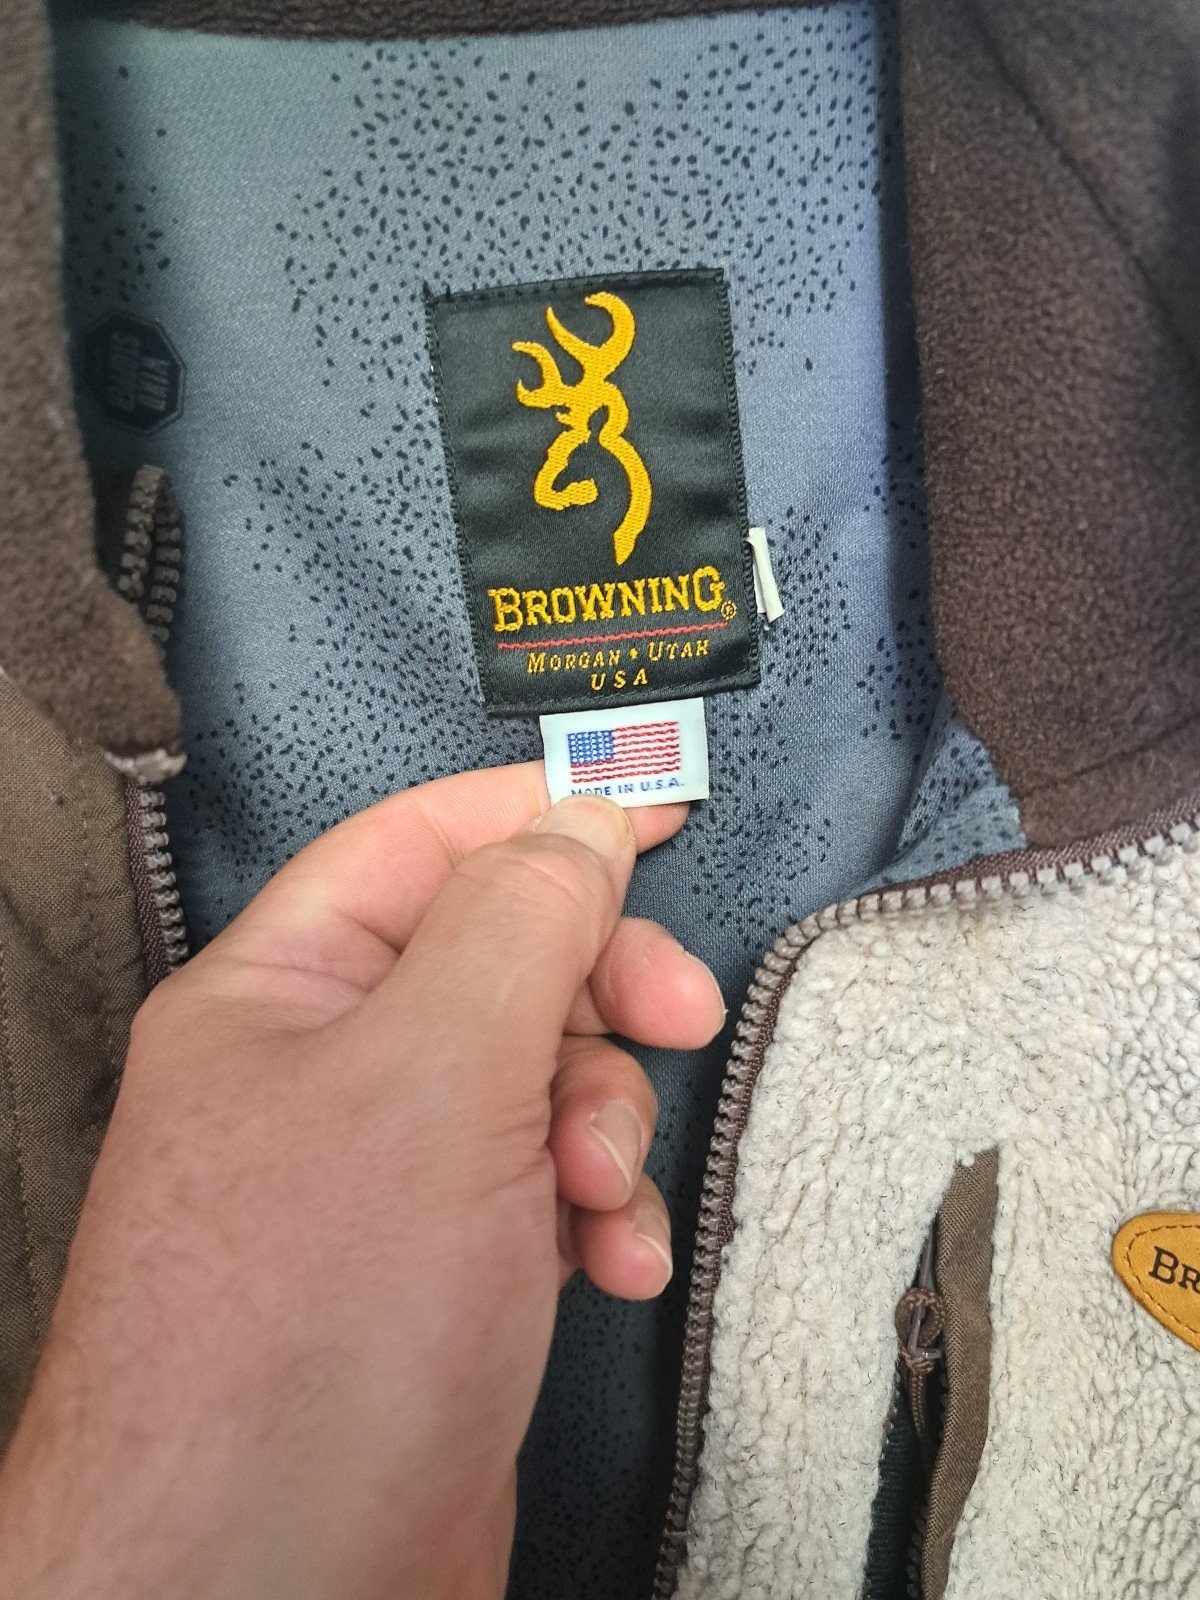 BROWNING®
MORGAN • UTAH
USA
MADE IN U.S.A.
BR